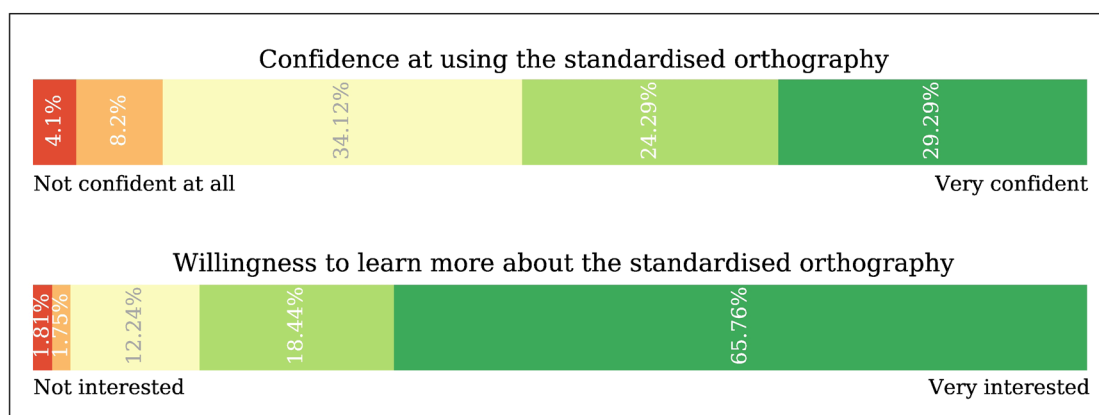 Confidence at using the standardised orthography
4.1%
8.2%
34.12%
24.29%
29.29%
Not confident at all
Very confident
Willingness to learn more about the standardised orthography
1.81%
1.75%
12.24%
18.44%
65.76%
Not interested
Very interested